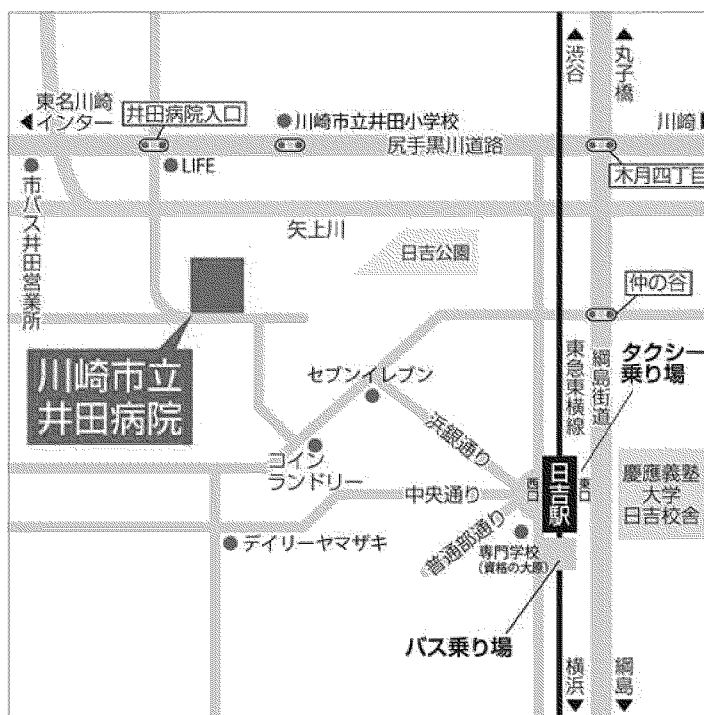 ▲
渋谷
▲
丸子橋
東名川崎
◀インター
井田病院入口
川崎市立井田小学校
川崎
尻手黒川道路
LIFE
木月四丁目
市バス井田営業所
矢上川
日吉公園
仲の谷
川崎市立
井田病院
セブンイレブン
東急東横線
綱島街道
タクシー
乗り場
浜銀通り
コイン
ランドリー
中央通り
西口
日吉駅
東口
慶應義塾
大学
日吉校舎
普通部通り
デイリーヤマザキ
専門学校
(資格の大原)
バス乗り場
横浜
▼
綱島
▼